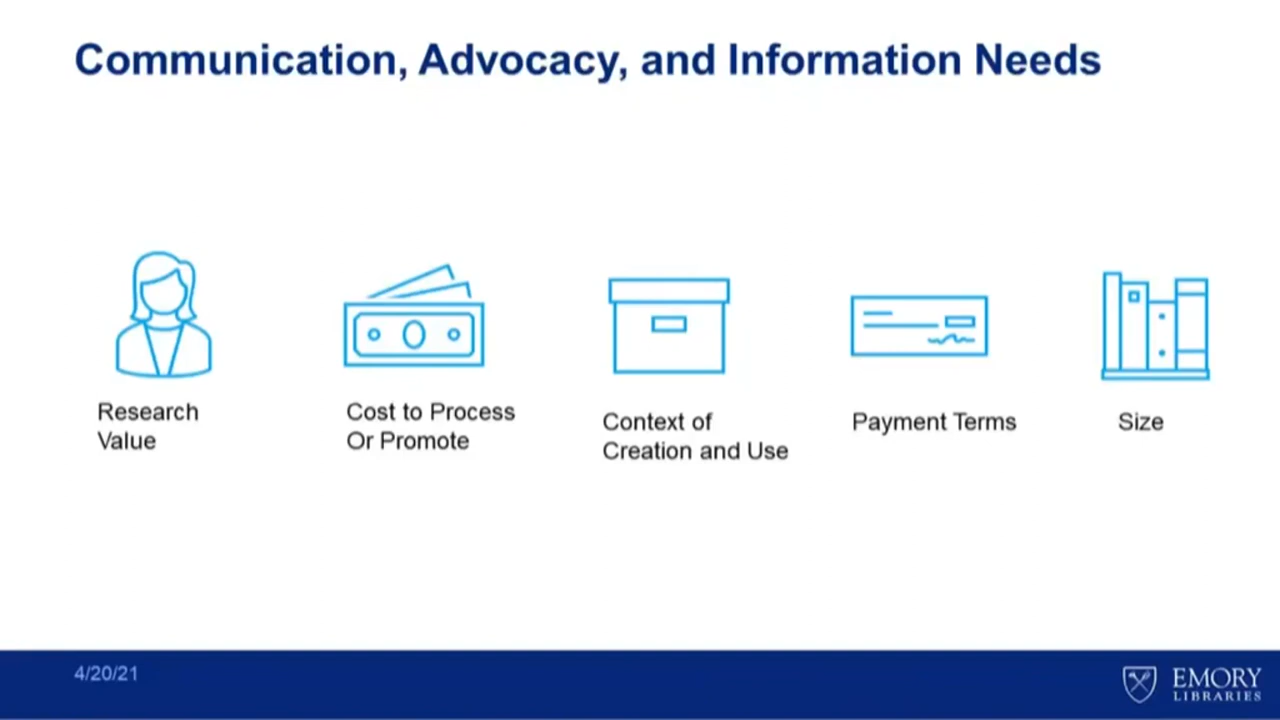 Communication, Advocacy, and Information Needs
Research
Value
Cost to Process
Or Promote
Context of
Creation and Use
Payment Terms
Size
4/20/21
EMORY
LIBRARIES